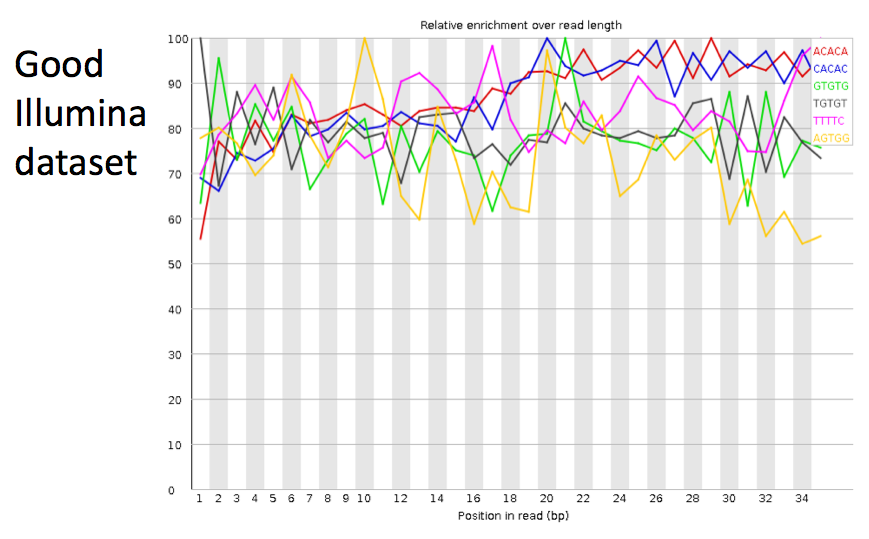 Good
Illumina
dataset
Relative enrichment over read length
100
90
80
70
60
50
40
30
20
10
0
ACACA
CACAC
GTGTG
TGTGT
TTTTC
AGTGG
1 2 3 4 5 6 7 8 9 10 12 14 16 18 20 22 24 26 28 30 32 34
Position in read (bp)